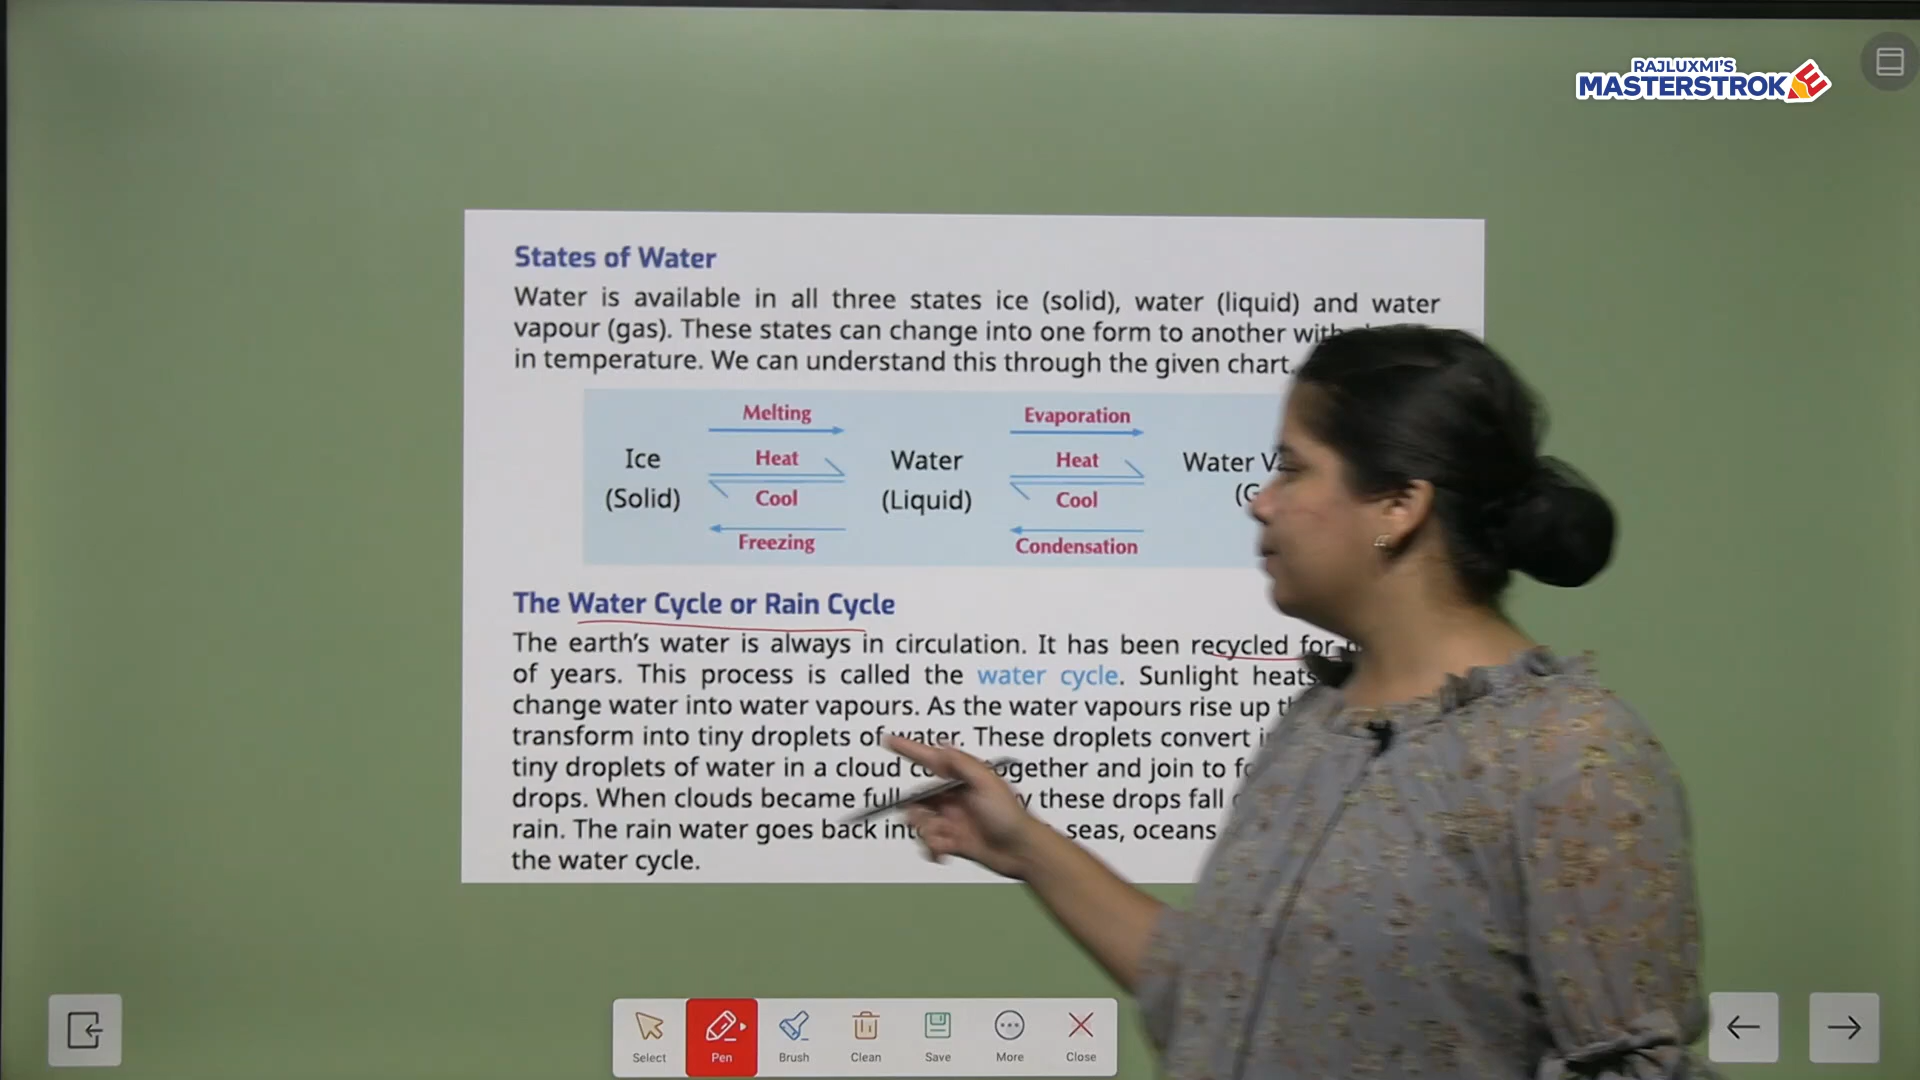 RAJLUXMI'S
MASTERSTROKE
States of Water
Water is available in all three states ice (solid), water (liquid) and water
vapour (gas). These states can change into one form to another with
in temperature. We can understand this through the given chart.
Melting Evaporation
Ice Heat Water Heat Water
(Solid) Cool (Liquid) Cool
Freezing Condensation
The Water Cycle or Rain Cycle
The earth's water is always in circulation. It has been recycled for
of years. This process is called the water cycle. Sunlight heats
change water into water vapours. As the water vapours rise up
transform into tiny droplets of water. These droplets convert
tiny droplets of water in a cloud together and join to
drops. When clouds became full these drops fall
rain. The rain water goes back seas, oceans
the water cycle.
Select Pen Brush Clean Save More Close